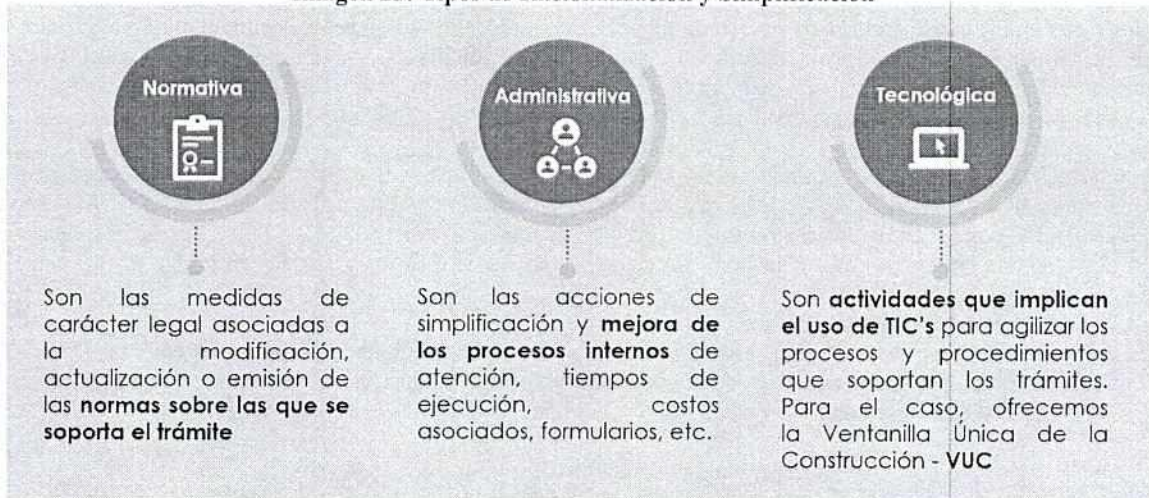 Normativa
Son las medidas de
carácter legal asociadas a
la modificación,
actualización o emisión de
las normas sobre las que se
soporta el trámite
Administrativa
Son las acciones de
simplificación y mejora de
los procesos internos de
atención, tiempos de
ejecución, costos
asociados, formularios, etc.
Tecnológica
Son actividades que implican
el uso de TIC's para agilizar los
procesos y procedimientos
que soportan los trámites.
Para el caso, ofrecemos
la Ventanilla Única de la
Construcción - VUC